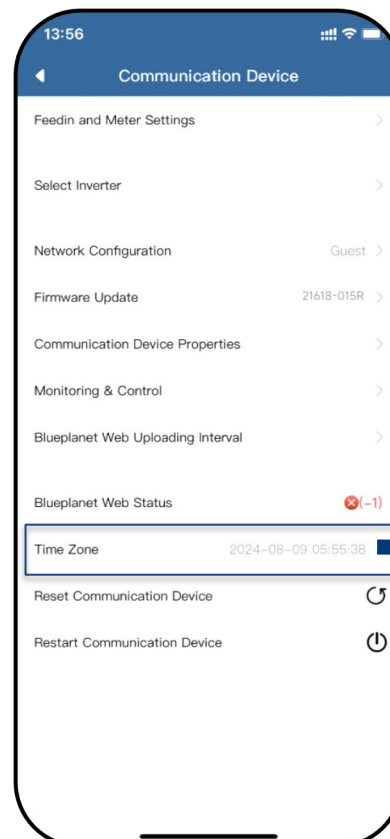 13:56
Communication Device
Feedin and Meter Settings
Select Inverter
Network Configuration Guest
Firmware Update 21618-015R
Communication Device Properties
Monitoring & Control
Blueplanet Web Uploading Interval
Blueplanet Web Status (-1)
Time Zone 2024-08-09 05:55:38
Reset Communication Device
Restart Communication Device